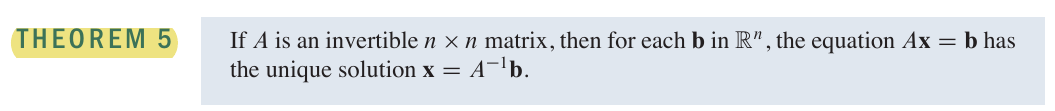 THEOREM 5
If A is an invertible n × n matrix, then for each b in ℝⁿ, the equation Ax = b has
the unique solution x = A⁻¹b.